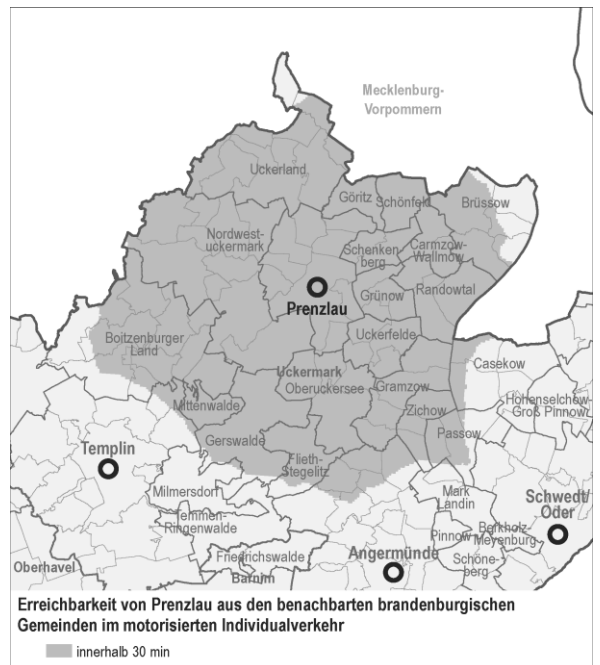 Mecklenburg-
Vorpommern
Uckerland
Göritz
Schönfeld
Brüssow
Nordwest-
uckermark
Schenken-
berg
Carmzow-
Wallmow
Prenzlau
Grünow
Randowtal
Boitzenburger
Land
Uckerfelde
Casekow
Uckermark
Oberuckersee
Gramzow
Hohenselchow-
Groß Pinnow
Mittenwalde
Zichow
Gerswalde
Passow
Templin
Flieth-
Stegelitz
Milmersdorf
Mark
Landin
Schwedt/
Oder
Temmen-
Ringenwalde
Pinnow
Berkholz-
Meyenburg
Friedrichswalde
Angermünde
Schöne-
berg
Oberhavel
Barnim
Erreichbarkeit von Prenzlau aus den benachbarten brandenburgischen
Gemeinden im motorisierten Individualverkehr
innerhalb 30 min